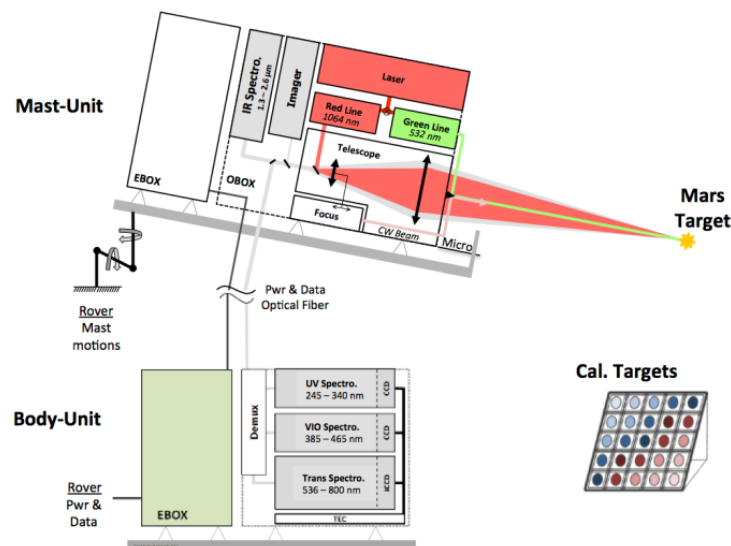 Mast-Unit
EBOX
OBOX
IR Spectro.
1.3 – 2.6 µm
Imager
Laser
Red Line
1064 nm
Green Line
532 nm
Telescope
Focus
CW Beam
Micro
Mars
Target
Rover
Mast
motions
Pwr & Data
Optical Fiber
Body-Unit
EBOX
Rover
Pwr &
Data
Demux
UV Spectro.
245 – 340 nm
CCD
VIO Spectro.
385 – 465 nm
CCD
Trans Spectro.
536 – 800 nm
ICCD
TEC
Cal. Targets